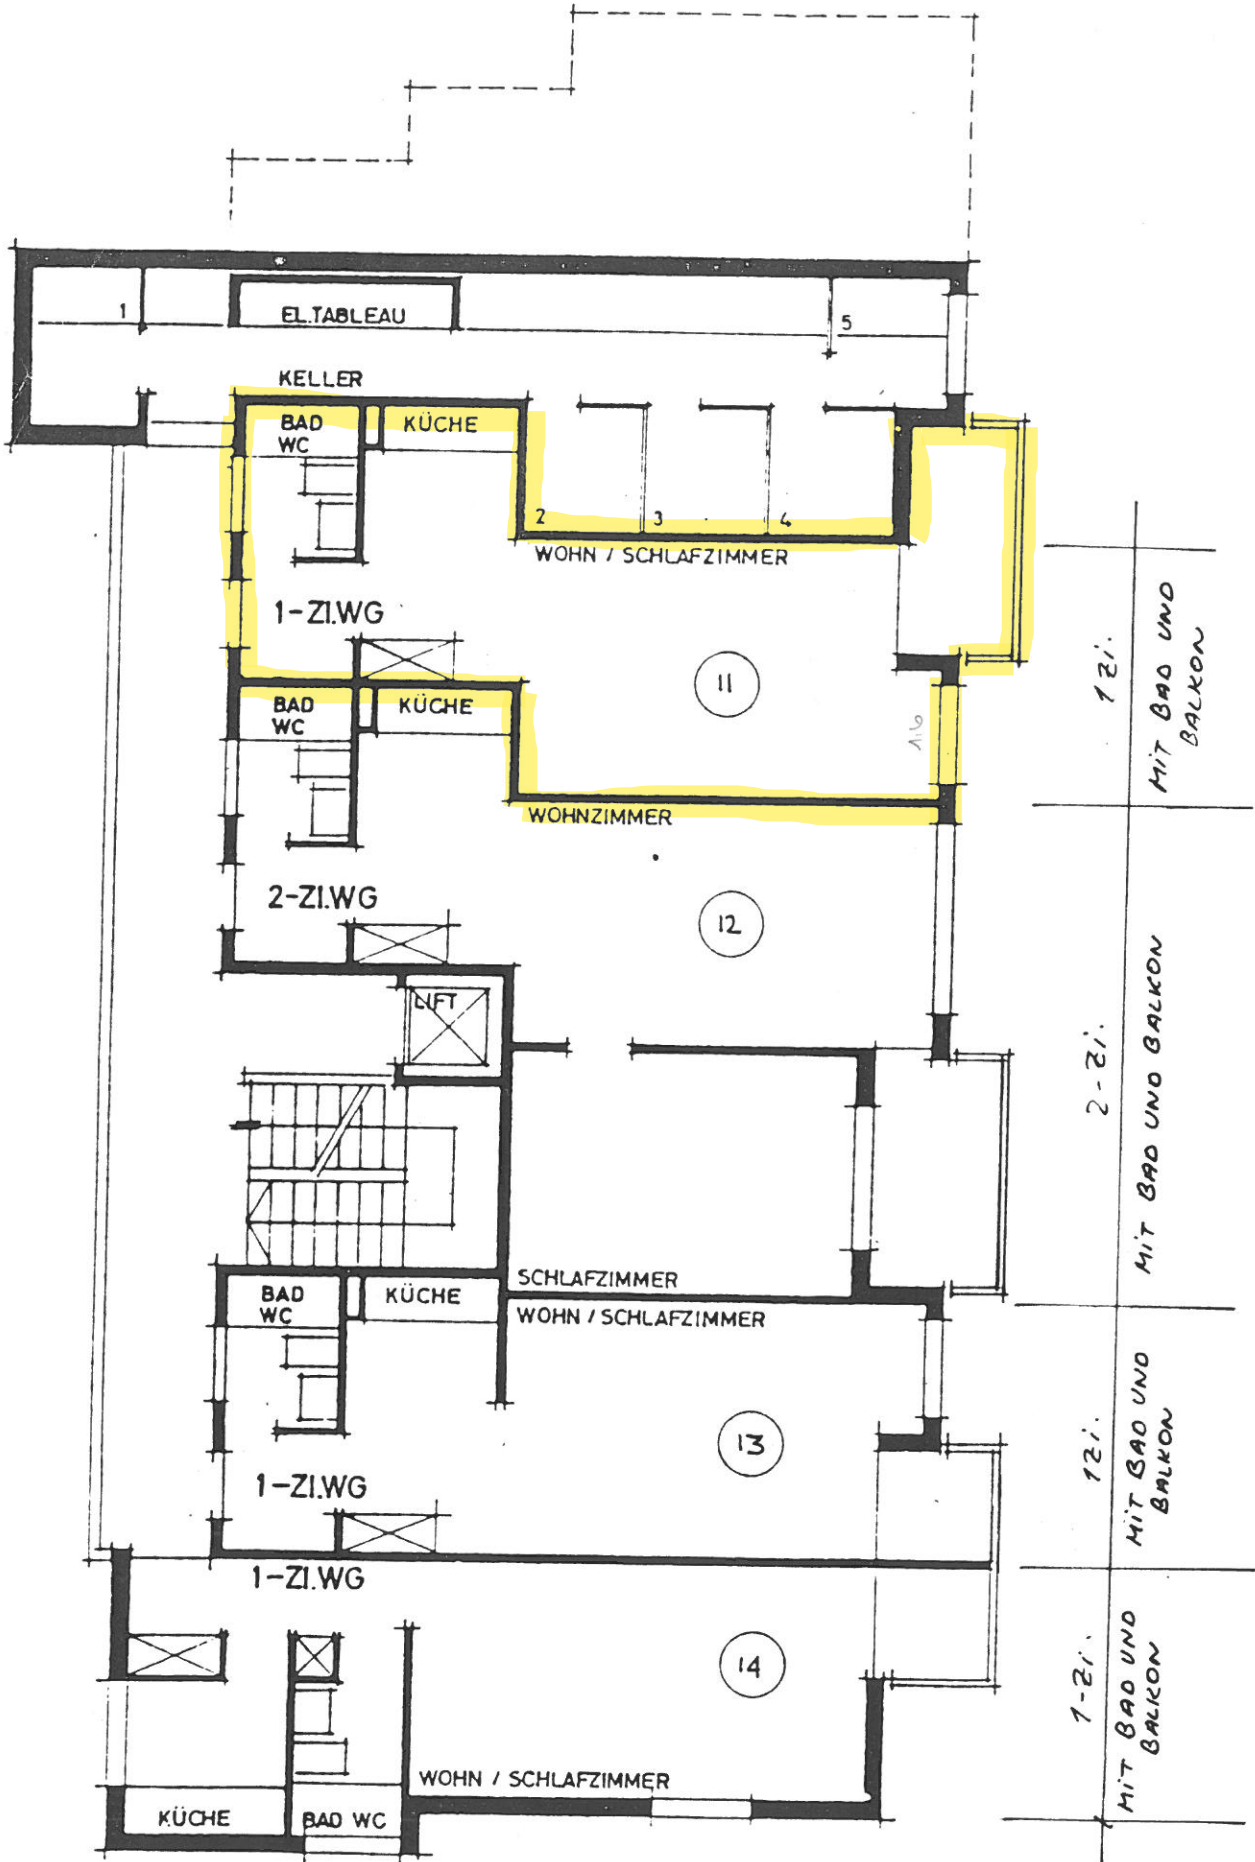 1
EL.TABLEAU
5
KELLER
BAD
WC
KÜCHE
2
3
4
WOHN / SCHLAFZIMMER
1-ZI.WG
11
1 Zi.
MIT BAD UND
BALKON
BAD
WC
KÜCHE
WOHNZIMMER
2-ZI.WG
12
LIFT
2-Zi.
MIT BAD UND BALKON
SCHLAFZIMMER
BAD
WC
KÜCHE
WOHN / SCHLAFZIMMER
13
1-ZI.WG
1Zi.
MIT BAD UND
BALKON
1-ZI.WG
14
1-Zi.
MIT BAD UND
BALKON
WOHN / SCHLAFZIMMER
KÜCHE
BAD WC